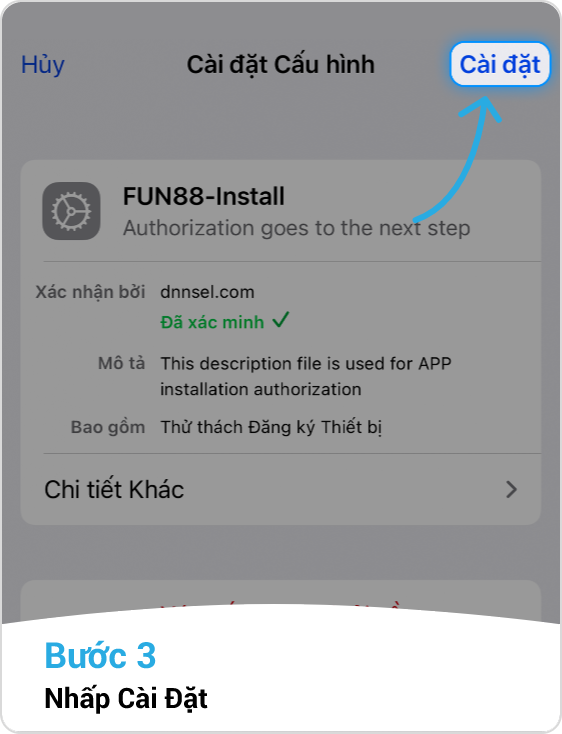 Hủy
Cài đặt Cấu hình
Cài đặt
FUN88-Install
Authorization goes to the next step
Xác nhận bởi dnnsel.com
Đã xác minh
Mô tả This description file is used for APP
installation authorization
Bao gồm Thử thách Đăng ký Thiết bị
Chi tiết Khác
Bước 3
Nhấp Cài Đặt